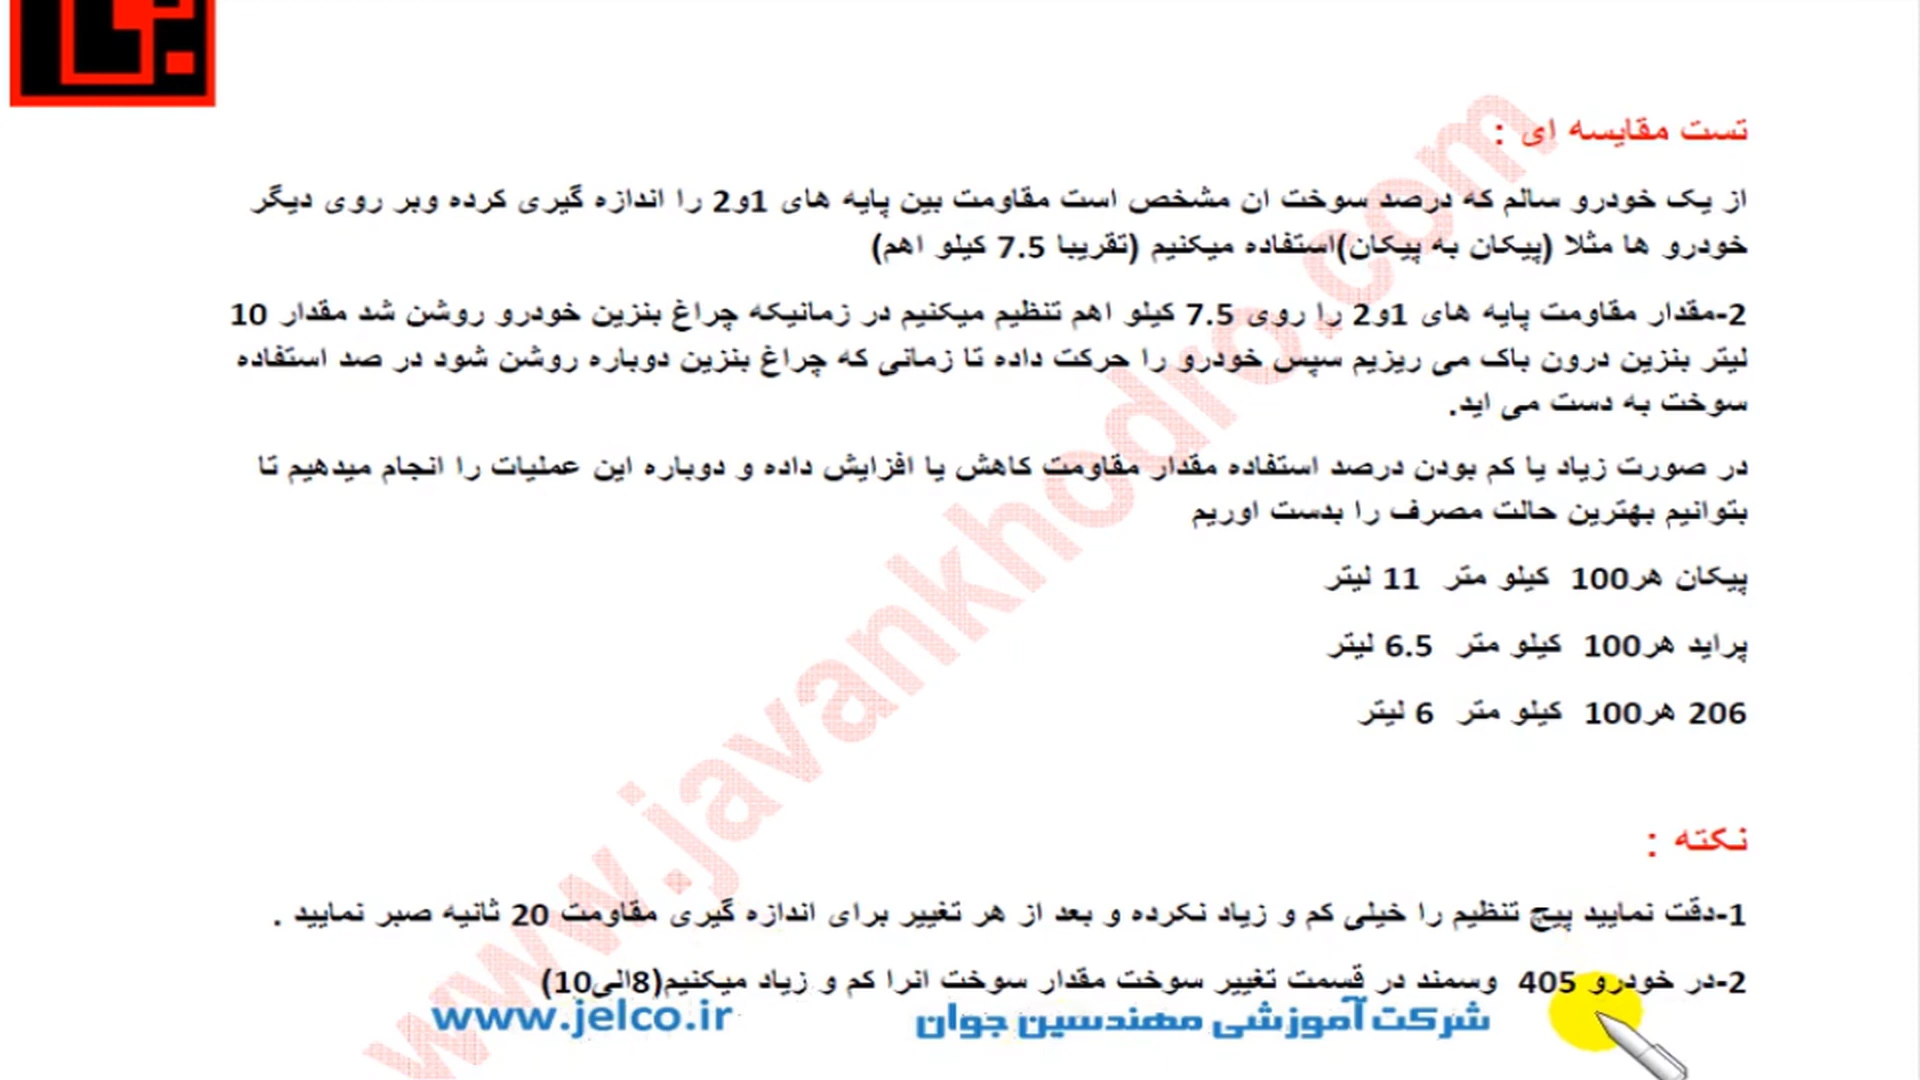 تست مقایسه ای :
از یک خودرو سالم که درصد سوخت ان مشخص است مقاومت بین پایه های 1و2 را اندازه گیری کرده وبر روی دیگر
خودرو ها مثلا (پیکان به پیکان)استفاده میکنیم (تقریبا 7.5 کیلو اهم)
2-مقدار مقاومت پایه های 1و2 را روی 7.5 کیلو اهم تنظیم میکنیم در زمانیکه چراغ بنزین خودرو روشن شد مقدار 10
لیتر بنزین درون باک می ریزیم سپس خودرو را حرکت داده تا زمانی که چراغ بنزین دوباره روشن شود در صد استفاده
سوخت به دست می اید.
در صورت زیاد یا کم بودن درصد استفاده مقدار مقاومت کاهش یا افزایش داده و دوباره این عملیات را انجام میدهیم تا
بتوانیم بهترین حالت مصرف را بدست اوریم
پیکان هر100 کیلو متر 11 لیتر
پراید هر100 کیلو متر 6.5 لیتر
206 هر100 کیلو متر 6 لیتر
نکته :
1-دقت نمایید پیچ تنظیم را خیلی کم و زیاد نکرده و بعد از هر تغییر برای اندازه گیری مقاومت 20 ثانیه صبر نمایید .
2-در خودرو 405 وسمند در قسمت تغییر سوخت مقدار سوخت انرا کم و زیاد میکنیم(8الی10)
شرکت آموزشی مهندسین جوان www.jelco.ir
www.javankhodro.com